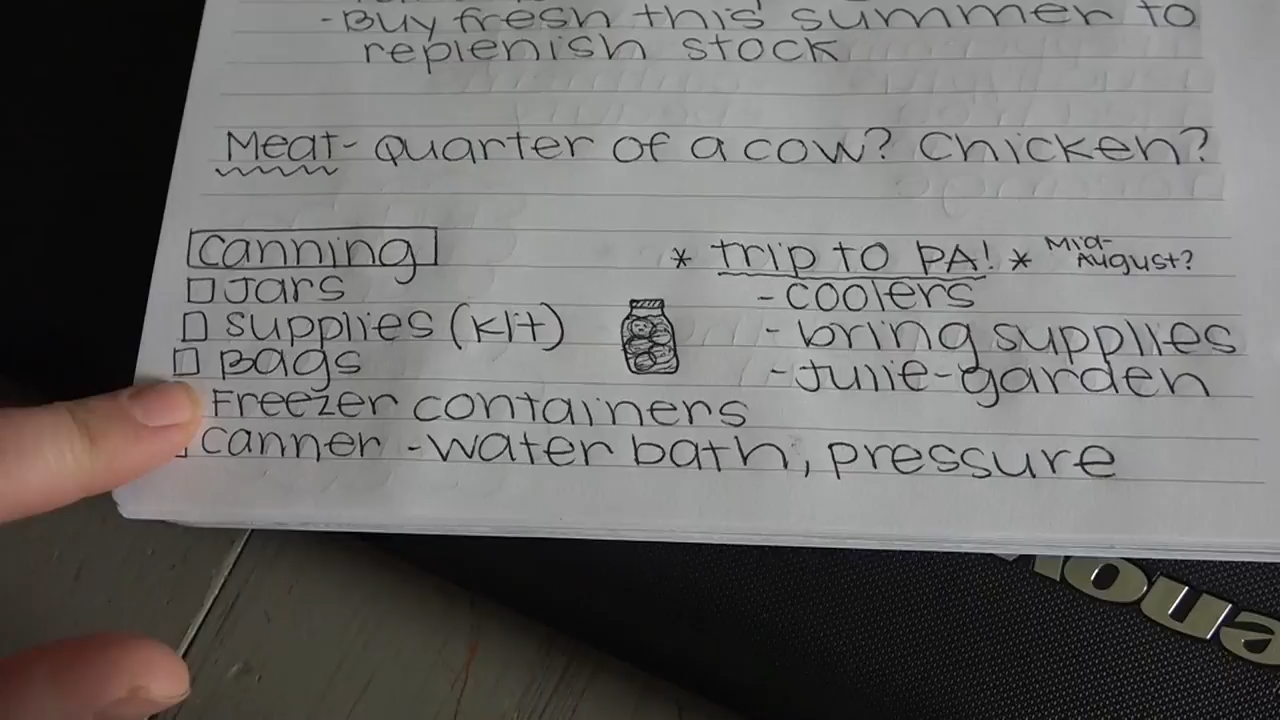 -Buy fresh this summer to
replenish stock
Meat- quarter of a cow? Chicken?
canning
Jars
supplies (kit)
Bags
Freezer containers
canner -water bath, pressure
* trip to PA! * Mid-
August?
-coolers
- bring supplies
-Julie-garden